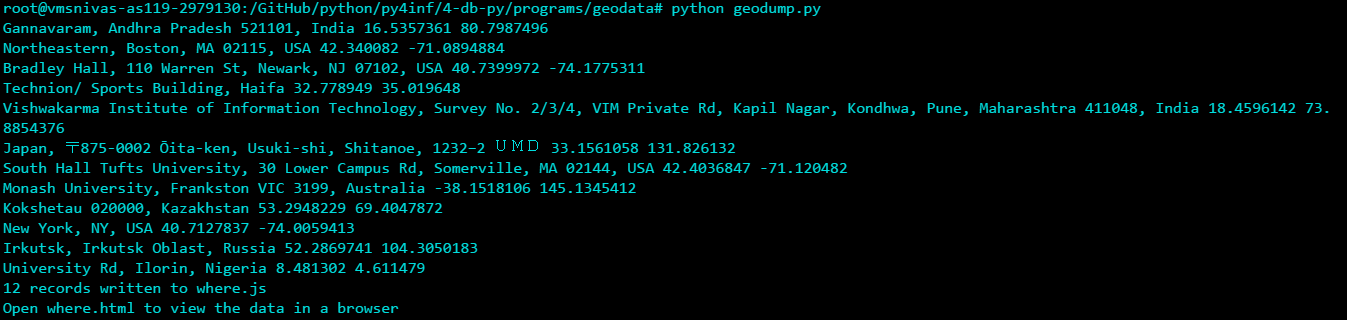 root@vmsnivas-as119-2979130:/GitHub/python/py4inf/4-db-py/programs/geodata# python geodump.py
Gannavaram, Andhra Pradesh 521101, India 16.5357361 80.7987496
Northeastern, Boston, MA 02115, USA 42.340082 -71.0894884
Bradley Hall, 110 Warren St, Newark, NJ 07102, USA 40.7399972 -74.1775311
Technion/ Sports Building, Haifa 32.778949 35.019648
Vishwakarma Institute of Information Technology, Survey No. 2/3/4, VIM Private Rd, Kapil Nagar, Kondhwa, Pune, Maharashtra 411048, India 18.4596142 73.
8854376
Japan, 〒875-0002 Ōita-ken, Usuki-shi, Shitanoe, 1232−2 ＵＭＤ 33.1561058 131.826132
South Hall Tufts University, 30 Lower Campus Rd, Somerville, MA 02144, USA 42.4036847 -71.120482
Monash University, Frankston VIC 3199, Australia -38.1518106 145.1345412
Kokshetau 020000, Kazakhstan 53.2948229 69.4047872
New York, NY, USA 40.7127837 -74.0059413
Irkutsk, Irkutsk Oblast, Russia 52.2869741 104.3050183
University Rd, Ilorin, Nigeria 8.481302 4.611479
12 records written to where.js
Open where.html to view the data in a browser